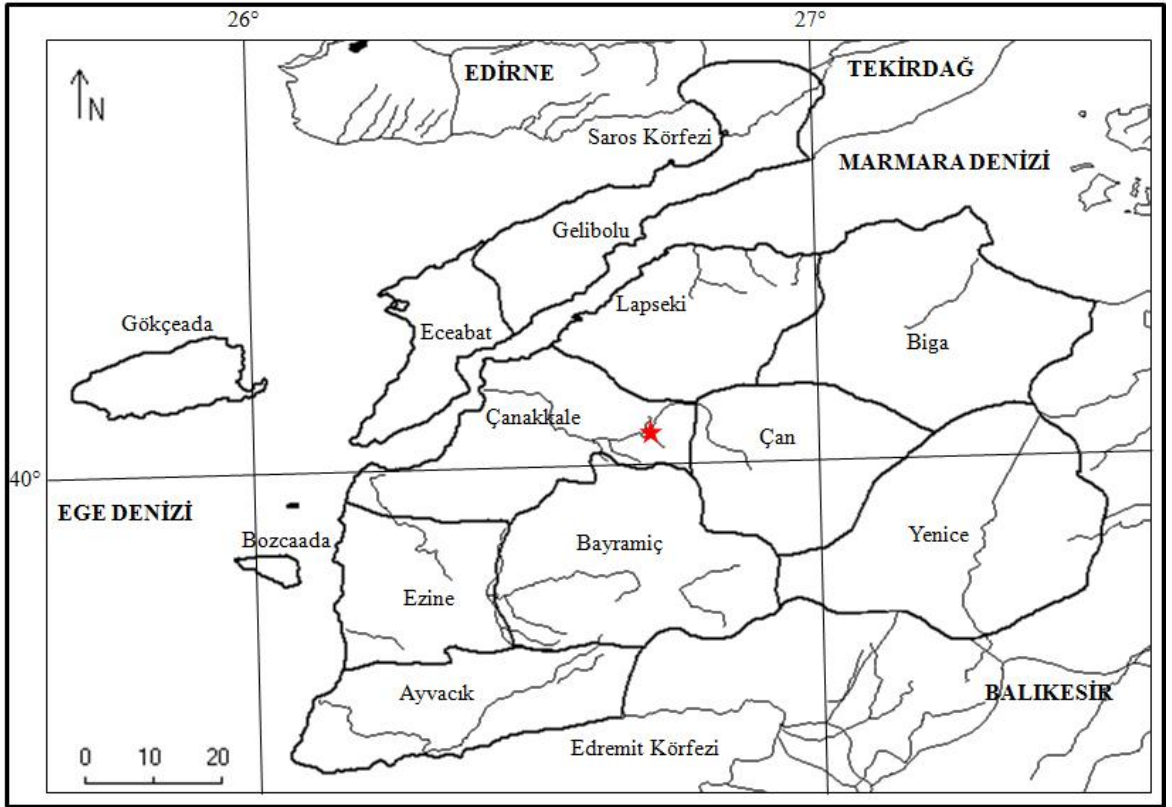 26°
27°
EDİRNE
TEKİRDAĞ
N
Saros Körfezi
MARMARA DENİZİ
Gelibolu
Lapseki
Gökçeada
Eceabat
Biga
Çanakkale
Çan
40°
EGE DENİZİ
Bozcaada
Bayramiç
Yenice
Ezine
Ayvacık
BALIKESİR
Edremit Körfezi
0 10 20